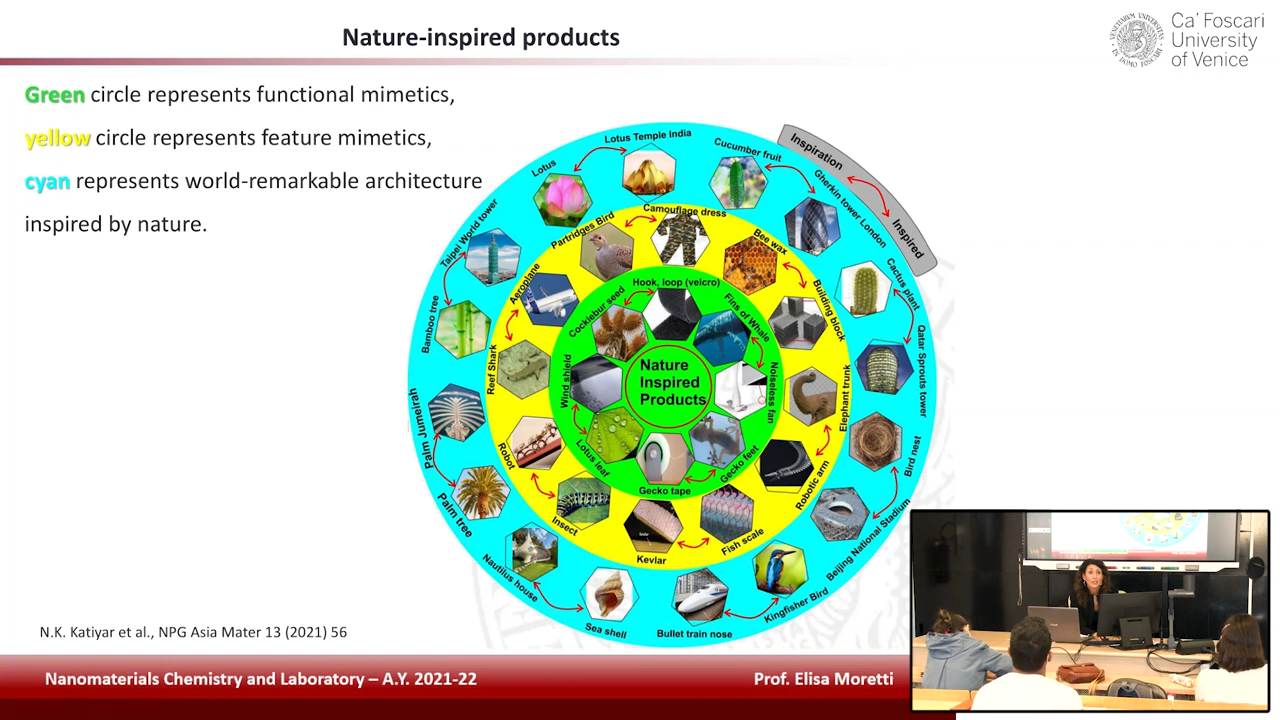 Nature-inspired products
Ca' Foscari
University
of Venice
Green circle represents functional mimetics,
yellow circle represents feature mimetics,
cyan represents world-remarkable architecture
inspired by nature.
Inspiration
Inspired
Lotus
Lotus Temple India
Cucumber fruit
Gherkin tower London
Cactus plant
Qatar Sprouts tower
Bird nest
Beijing National Stadium
Kingfisher Bird
Bullet train nose
Sea shell
Nautilus house
Palm tree
Palm Jumeirah
Bamboo tree
Taipei World tower
Partridges Bird
Camouflage dress
Bee wax
Building block
Elephant trunk
Robotic arm
Fish scale
Kevlar
Insect
Robot
Reef Shark
Aeroplane
Cocklebur seed
Hook, loop (velcro)
Fins of Whale
Noiseless fan
Gecko feet
Gecko tape
Lotus leaf
Wind shield
Nature
Inspired
Products
N.K. Katiyar et al., NPG Asia Mater 13 (2021) 56
Nanomaterials Chemistry and Laboratory – A.Y. 2021-22
Prof. Elisa Moretti